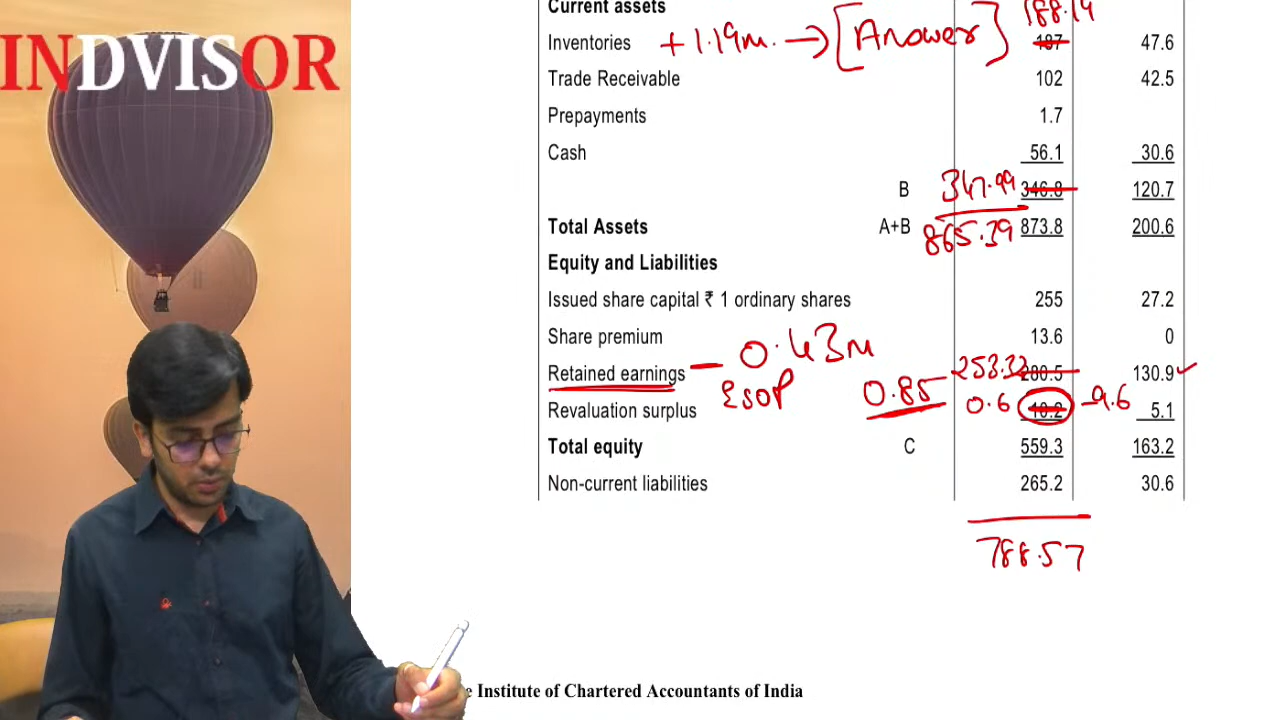 INDVISOR
Current assets 188.19
Inventories +1.19m. → [Answer] 187 47.6
Trade Receivable 102 42.5
Prepayments 1.7
Cash 56.1 30.6
B 347.99 346.8 120.7
Total Assets A+B 865.39 873.8 200.6
Equity and Liabilities
Issued share capital ₹ 1 ordinary shares 255 27.2
Share premium 13.6 0
Retained earnings - 0.43m 253.32 280.5 130.9 ✓
ESOP 0.85
Revaluation surplus 0.6 10.2 -9.6 5.1
Total equity C 559.3 163.2
Non-current liabilities 265.2 30.6
788.57
e Institute of Chartered Accountants of India